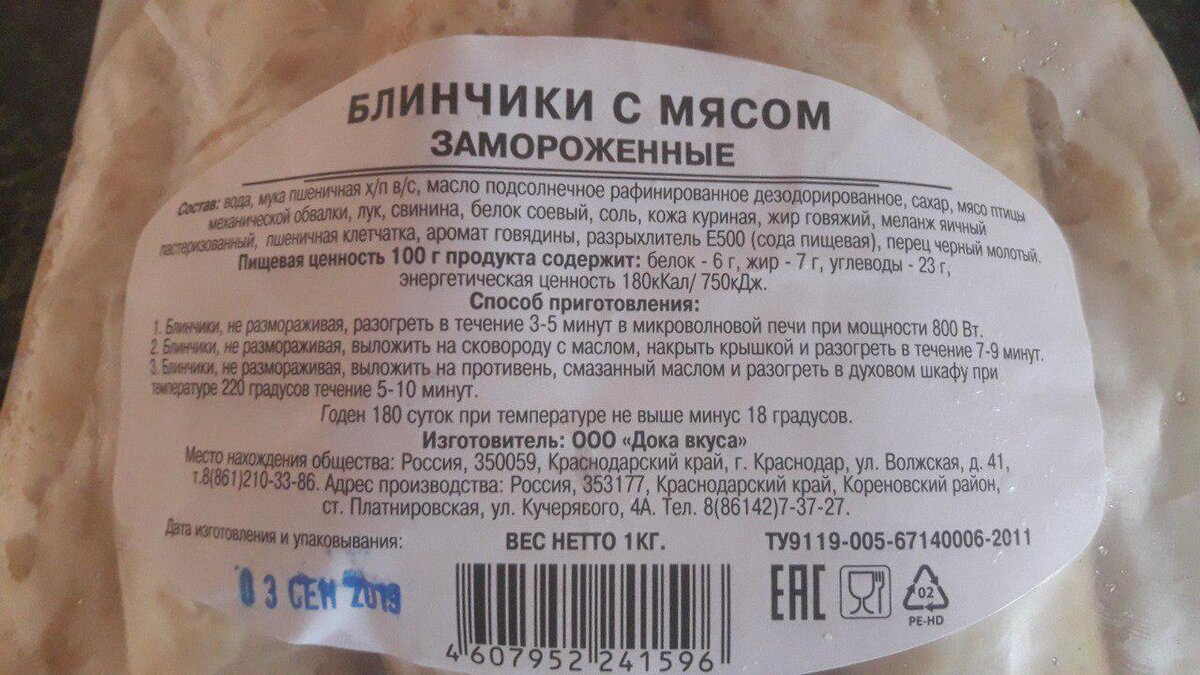 БЛИНЧИКИ С МЯСОМ
ЗАМОРОЖЕННЫЕ
Состав: вода, мука пшеничная х/п в/с, масло подсолнечное рафинированное дезодорированное, сахар, мясо птицы
механической обвалки, лук, свинина, белок соевый, соль, кожа куриная, жир говяжий, меланж яичный
пастеризованный, пшеничная клетчатка, аромат говядины, разрыхлитель Е500 (сода пищевая), перец черный молотый.
Пищевая ценность 100 г продукта содержит: белок - 6 г, жир - 7 г, углеводы - 23 г,
энергетическая ценность 180кКал/ 750кДж.
Способ приготовления:
1. Блинчики, не размораживая, разогреть в течение 3-5 минут в микроволновой печи при мощности 800 Вт.
2. Блинчики, не размораживая, выложить на сковороду с маслом, накрыть крышкой и разогреть в течение 7-9 минут.
3. Блинчики, не размораживая, выложить на противень, смазанный маслом и разогреть в духовом шкафу при
температуре 220 градусов течение 5-10 минут.
Годен 180 суток при температуре не выше минус 18 градусов.
Изготовитель: ООО «Дока вкуса»
Место нахождения общества: Россия, 350059, Краснодарский край, г. Краснодар, ул. Волжская, д. 41,
т.8(861)210-33-86. Адрес производства: Россия, 353177, Краснодарский край, Кореновский район,
ст. Платнировская, ул. Кучерявого, 4А. Тел. 8(86142)7-37-27.
Дата изготовления и упаковывания:
ВЕС НЕТТО 1КГ.
ТУ9119-005-67140006-2011
03 СЕН 2019
EAC
02
PE-HD
4 607952 241596